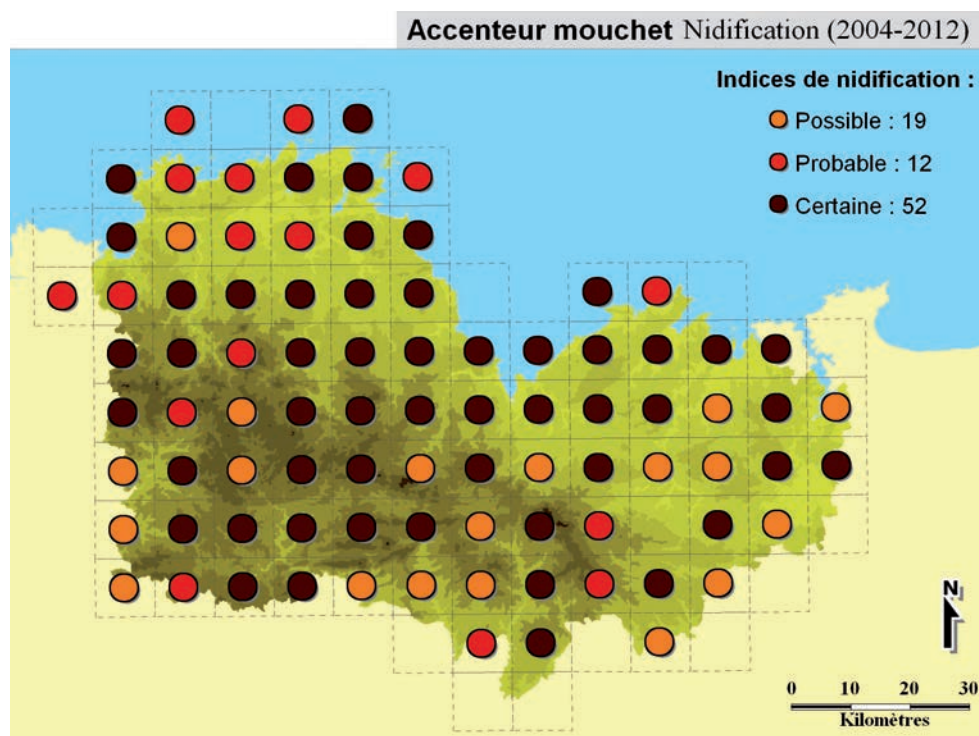 Accenteur mouchet Nidification (2004-2012)
Indices de nidification :
Possible : 19
Probable : 12
Certaine : 52
N
0 10 20 30
Kilomètres